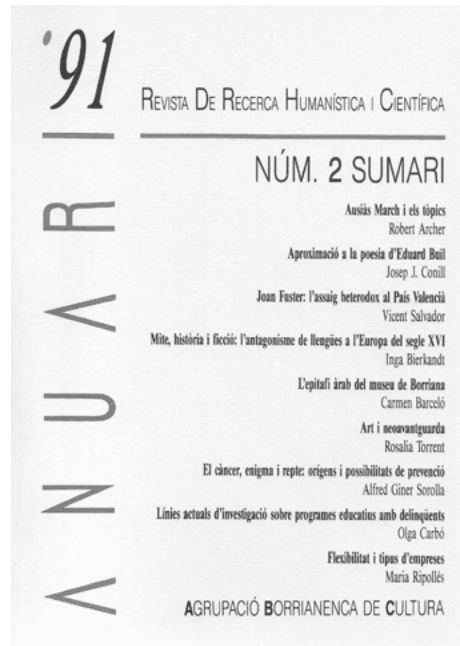 '91
REVISTA DE RECERCA HUMANÍSTICA I CIENTÍFICA
ANUARI
NÚM. 2 SUMARI
Ausiàs March i els tòpics
Robert Archer
Aproximació a la poesia d'Eduard Buil
Josep J. Conill
Joan Fuster: l'assaig heterodox al País Valencià
Vicent Salvador
Mite, història i ficció: l'antagonisme de llengües a l'Europa del segle XVI
Inga Bierkandt
L'epitafi àrab del museu de Borriana
Carmen Barceló
Art i neoavantguarda
Rosalia Torrent
El càncer, enigma i repte: orígens i possibilitats de prevenció
Alfred Giner Sorolla
Línies actuals d'investigació sobre programes educatius amb delinqüents
Olga Carbó
Flexibilitat i tipus d'empreses
Maria Ripollés
AGRUPACIÓ BORRIANENCA DE CULTURA